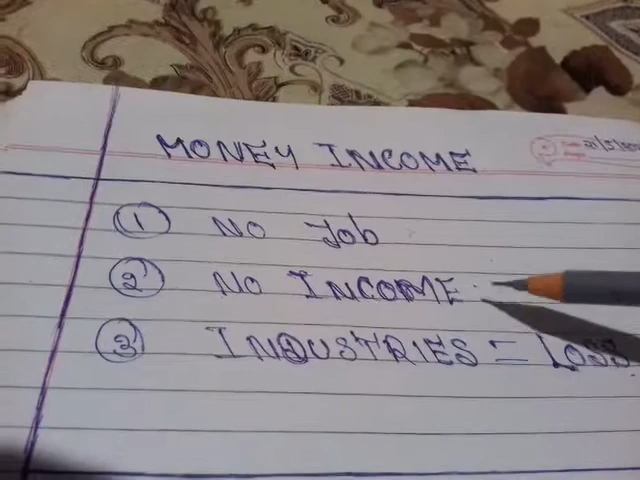 MONEY INCOME
① NO Job
② NO INCOME
③ INDUSTRIES = LOSS